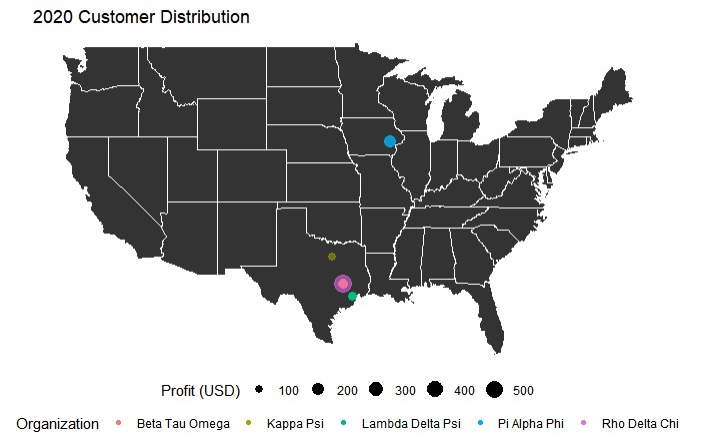 2020 Customer Distribution
Profit (USD) 100 200 300 400 500
Organization Beta Tau Omega Kappa Psi Lambda Delta Psi Pi Alpha Phi Rho Delta Chi